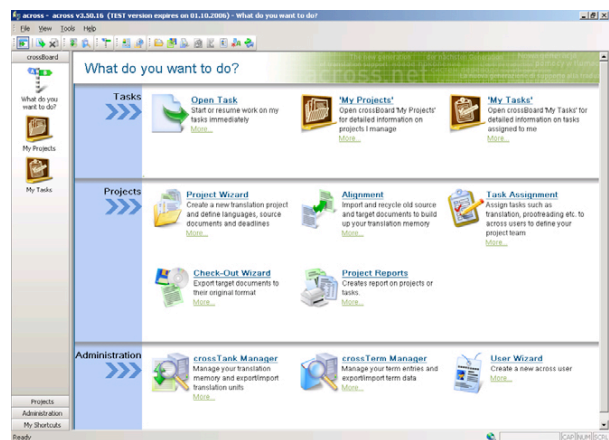 across - across v3.50.16 (TEST version expires on 01.10.2006) - What do you want to do?
File View Tools Help
crossBoard
What do you
want to do?
My Projects
My Tasks
Projects
Administration
My Shortcuts
What do you want to do?
across.net
Tasks
Open Task
Start or resume work on my
tasks immediately
More...
'My Projects'
Open crossBoard 'My Projects'
for detailed information on
projects I manage
More...
'My Tasks'
Open crossBoard 'My Tasks' for
detailed information on tasks
assigned to me
More...
Projects
Project Wizard
Create a new translation project
and define languages, source
documents and deadlines
More...
Alignment
Import and recycle old source
and target documents to build
up your translation memory
More...
Task Assignment
Assign tasks such as
translation, proofreading etc. to
across users to define your
project team
More...
Check-Out Wizard
Export target documents to
their original format
More...
Project Reports
Creates report on projects or
tasks.
More...
Administration
crossTank Manager
Manage your translation
memory and export/import
translation units
More...
crossTerm Manager
Manage your term entries and
export/import term data
More...
User Wizard
Create a new across user
More...
Ready
CAP NUM SCRL